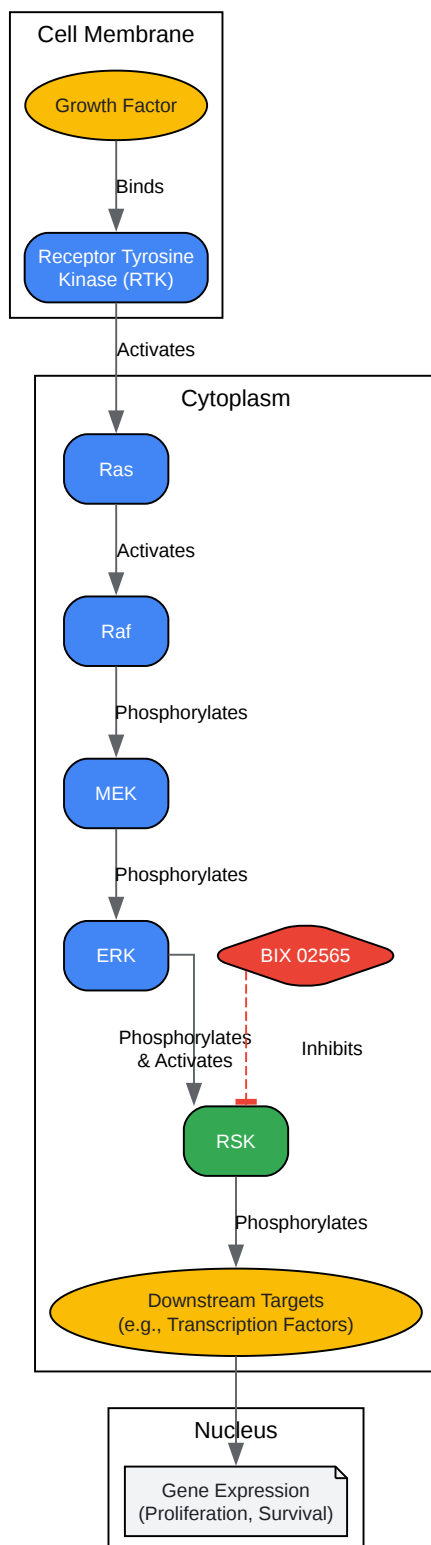 Cell Membrane
Growth Factor
Binds
Receptor Tyrosine
Kinase (RTK)
Activates
Cytoplasm
Ras
Activates
Raf
Phosphorylates
MEK
Phosphorylates
ERK
BIX 02565
Phosphorylates
& Activates
Inhibits
RSK
Phosphorylates
Downstream Targets
(e.g., Transcription Factors)
Nucleus
Gene Expression
(Proliferation, Survival)